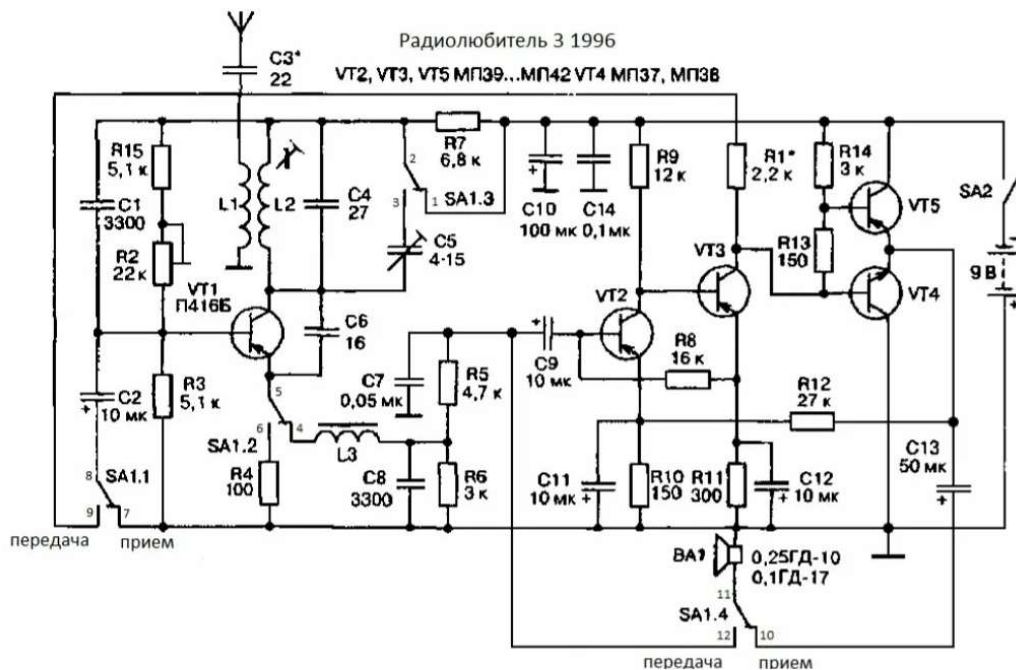 Радиолюбитель 3 1996
VT2, VT3, VT5 МП39...МП42 VT4 МП37, МП38
C3*
22
R15
5,1 к
C1
3300
R2
22 к
VT1
П416Б
L1
L2
C4
27
2
R7
6,8 к
1
SA1.3
3
C5
4-15
C10
100 мк
C14
0,1 мк
R9
12 к
R1*
2,2 к
R14
3 к
VT5
SA2
R13
150
VT3
VT4
9 В
VT2
C6
16
C2
10 мк
R3
5,1 к
5
C7
0,05 мк
R5
4,7 к
C9
10 мк
R8
16 к
R12
27 к
C13
50 мк
6
4
SA1.2
L3
R4
100
C8
3300
R6
3 к
C11
10 мк
R10
150
R11
300
C12
10 мк
8
SA1.1
9
7
передача
прием
BA1
0,25ГД-10
0,1ГД-17
11
SA1.4
12
10
передача
прием